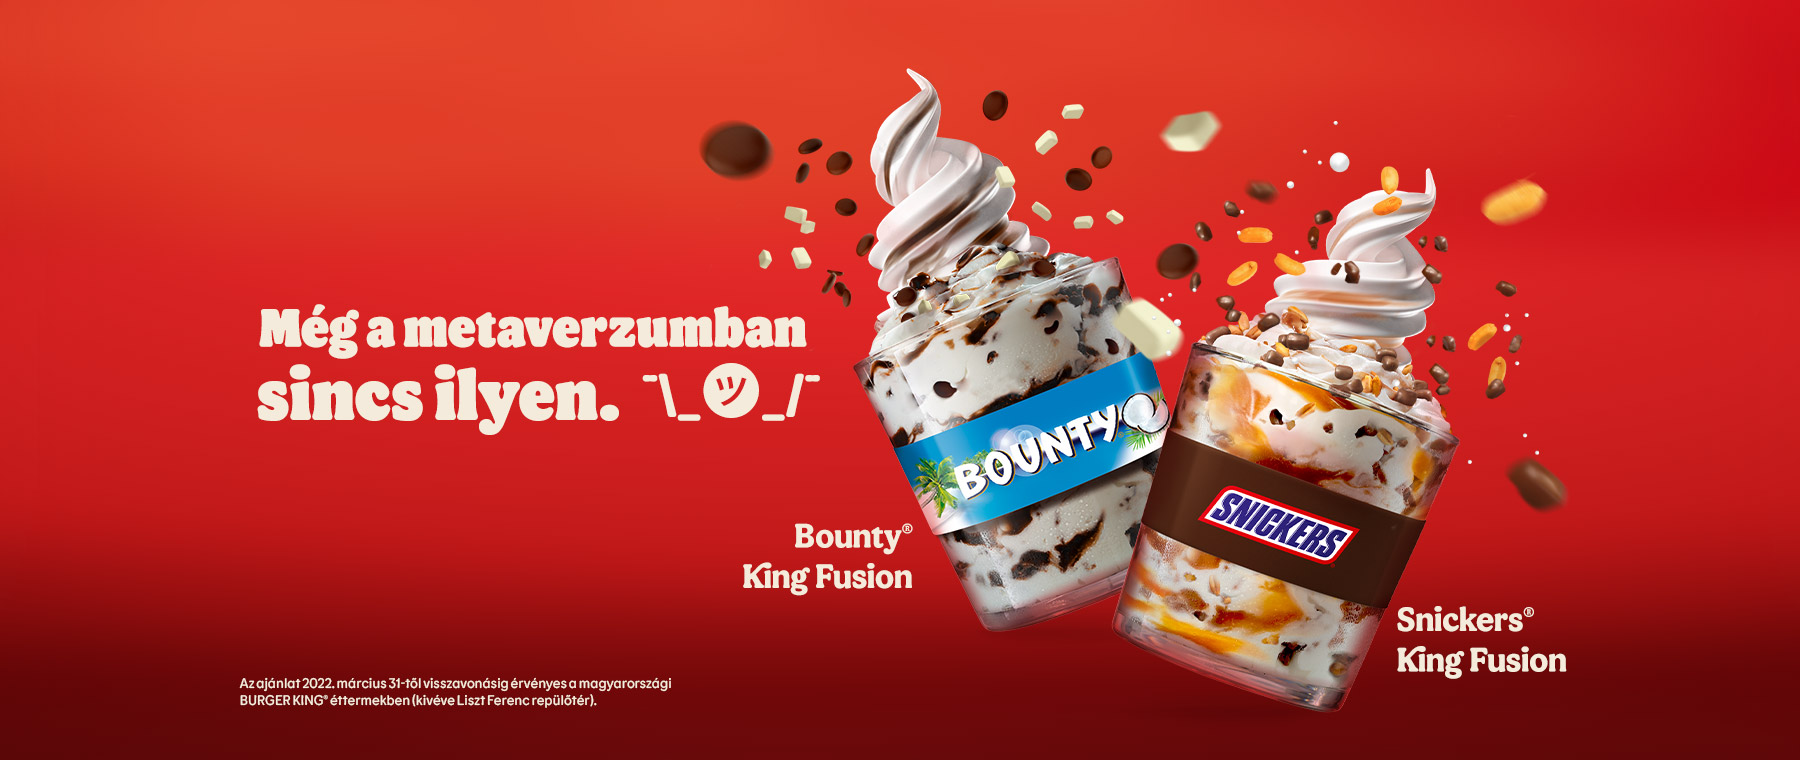 Még a metaverzumban
sincs ilyen. ¯\_ツ_/¯
BOUNTY
SNICKERS
Bounty®
King Fusion
Snickers®
King Fusion
Az ajánlat 2022. március 31-től visszavonásig érvényes a magyarországi
BURGER KING® éttermekben (kivéve Liszt Ferenc repülőtér).